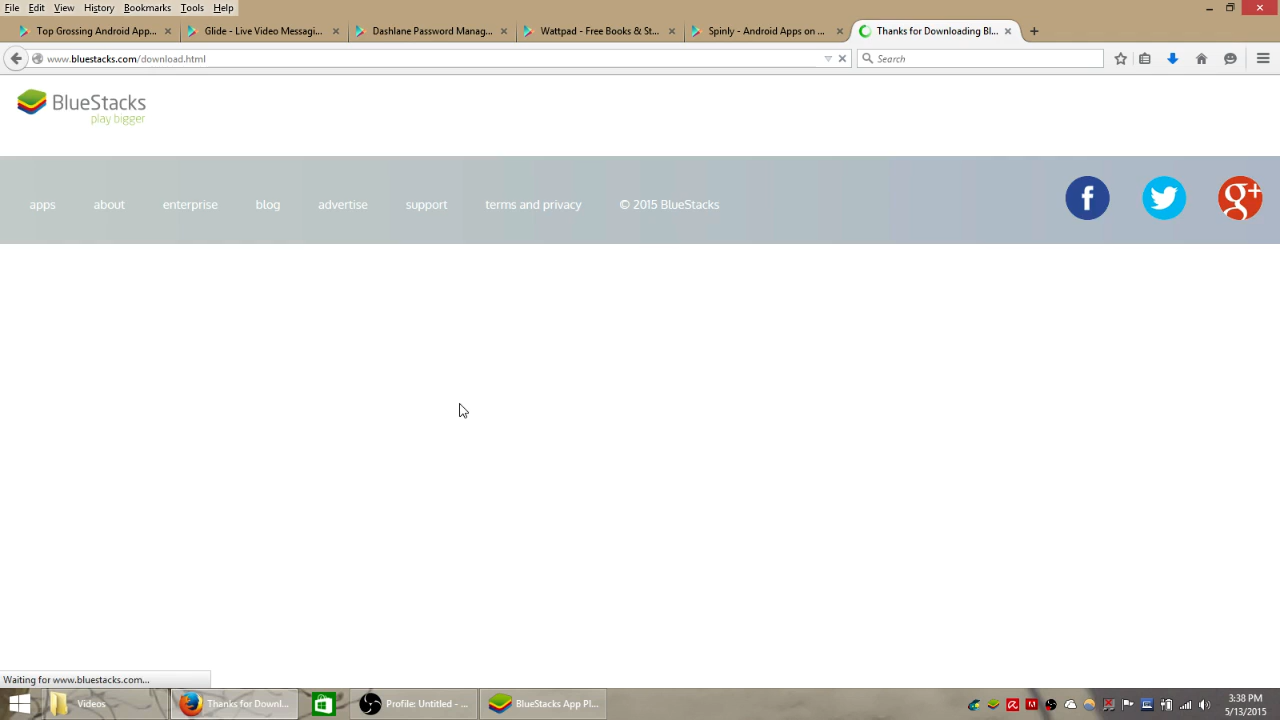 File Edit View History Bookmarks Tools Help
Top Grossing Android App... Glide - Live Video Messagi... Dashlane Password Manag... Wattpad - Free Books & St... Spinly - Android Apps on ... Thanks for Downloading Bl...
www.bluestacks.com/download.html Search
BlueStacks
play bigger
apps about enterprise blog advertise support terms and privacy © 2015 BlueStacks
Waiting for www.bluestacks.com...
Videos Thanks for Downl... Profile: Untitled - ... BlueStacks App Pl... 3:38 PM
5/13/2015